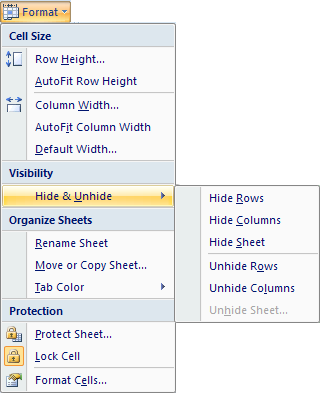 Format
Cell Size
Row Height...
AutoFit Row Height
Column Width...
AutoFit Column Width
Default Width...
Visibility
Hide & Unhide
Hide Rows
Hide Columns
Hide Sheet
Unhide Rows
Unhide Columns
Unhide Sheet...
Organize Sheets
Rename Sheet
Move or Copy Sheet...
Tab Color
Protection
Protect Sheet...
Lock Cell
Format Cells...